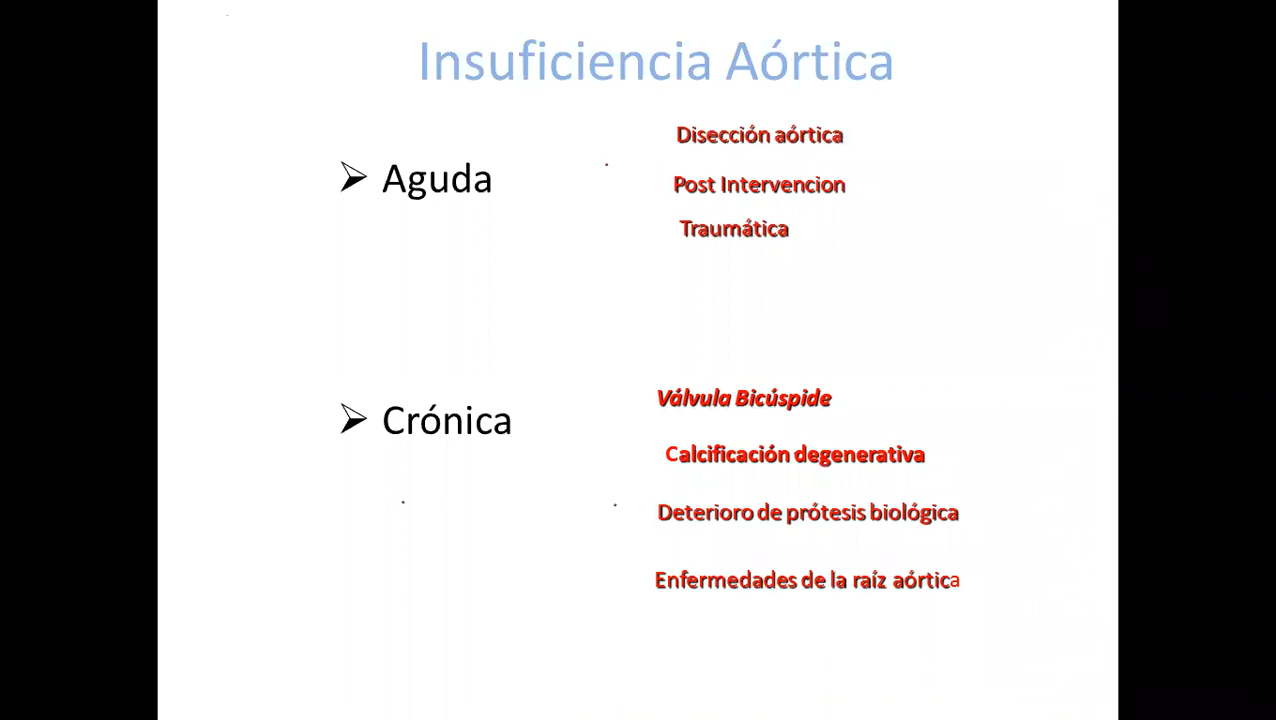 Insuficiencia Aórtica
Aguda
Disección aórtica
Post Intervencion
Traumática
Crónica
Válvula Bicúspide
Calcificación degenerativa
Deterioro de prótesis biológica
Enfermedades de la raíz aórtica